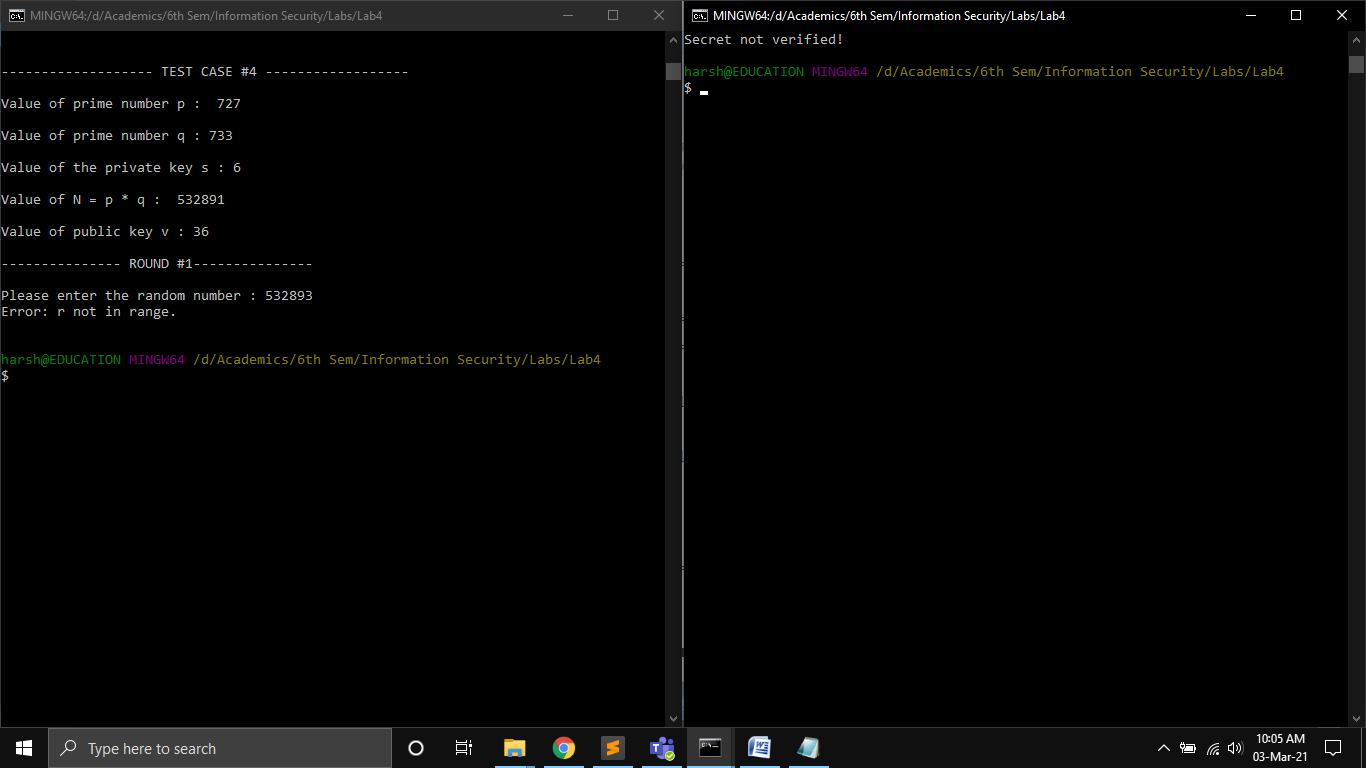 MINGW64:/d/Academics/6th Sem/Information Security/Labs/Lab4
------------------- TEST CASE #4 ------------------
Value of prime number p :  727
Value of prime number q : 733
Value of the private key s : 6
Value of N = p * q :  532891
Value of public key v : 36
--------------- ROUND #1---------------
Please enter the random number : 532893
Error: r not in range.
harsh@EDUCATION MINGW64 /d/Academics/6th Sem/Information Security/Labs/Lab4
$
MINGW64:/d/Academics/6th Sem/Information Security/Labs/Lab4
Secret not verified!
harsh@EDUCATION MINGW64 /d/Academics/6th Sem/Information Security/Labs/Lab4
$
Type here to search
10:05 AM
03-Mar-21